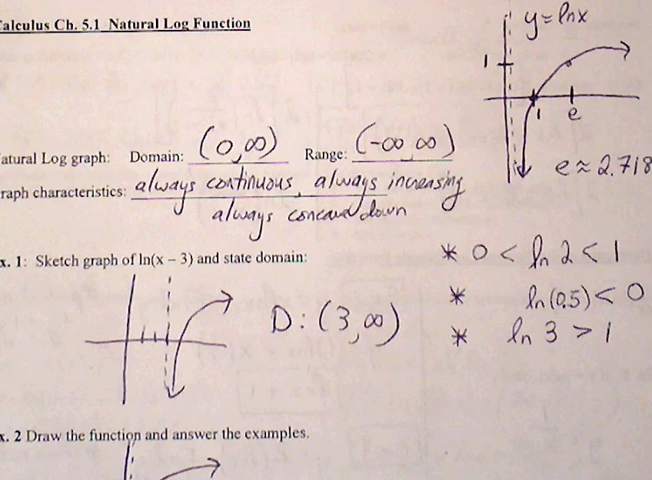 alculus Ch. 5.1 Natural Log Function
y = ln x
1
1 e
e ≈ 2.718
atural Log graph: Domain: (0, ∞) Range: (-∞ ∞)
raph characteristics: always continuous, always increasing
always concave down
x. 1: Sketch graph of ln(x – 3) and state domain:
D: (3, ∞)
* 0 < ln 2 < 1
* ln(0.5) < 0
* ln 3 > 1
x. 2 Draw the function and answer the examples.